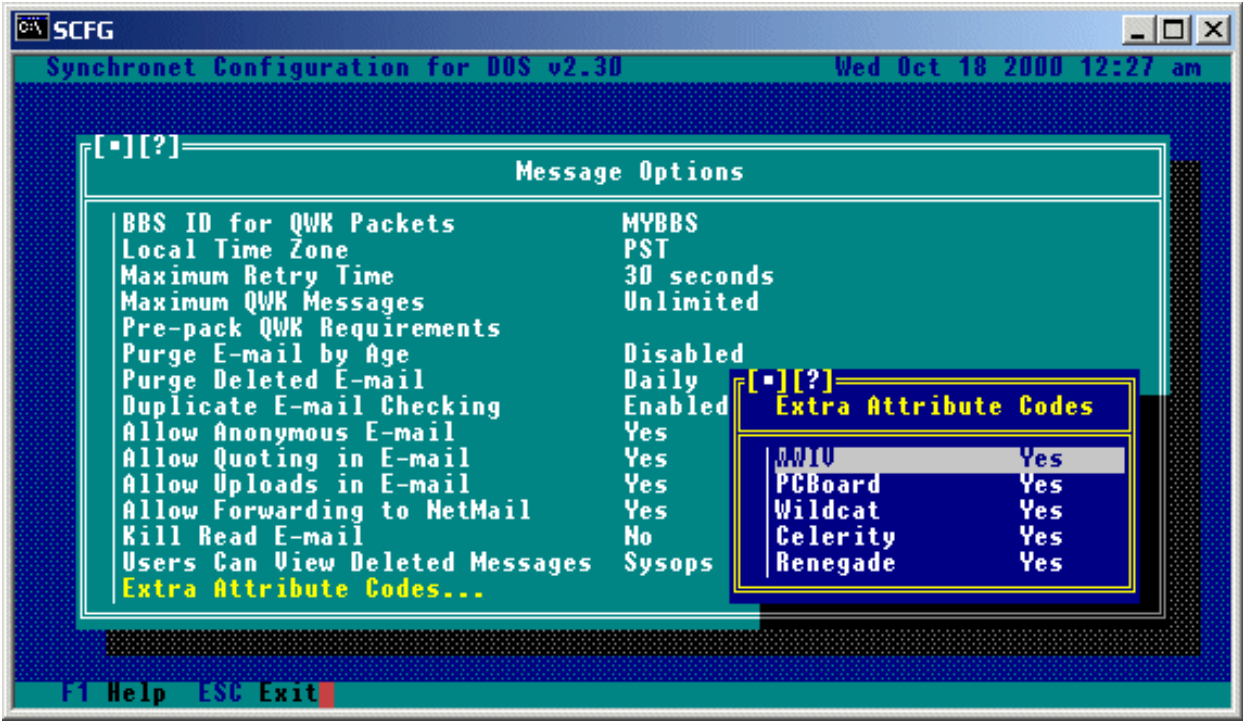 SCFG
Synchronet Configuration for DOS v2.30 Wed Oct 18 2000 12:27 am
[▪][?]
Message Options
BBS ID for QWK Packets MYBBS
Local Time Zone PST
Maximum Retry Time 30 seconds
Maximum QWK Messages Unlimited
Pre-pack QWK Requirements
Purge E-mail by Age Disabled
Purge Deleted E-mail Daily
Duplicate E-mail Checking Enabled
Allow Anonymous E-mail Yes
Allow Quoting in E-mail Yes
Allow Uploads in E-mail Yes
Allow Forwarding to NetMail Yes
Kill Read E-mail No
Users Can View Deleted Messages Sysops
Extra Attribute Codes...
[▪][?]
Extra Attribute Codes
WWIV Yes
PCBoard Yes
Wildcat Yes
Celerity Yes
Renegade Yes
F1 Help ESC Exit